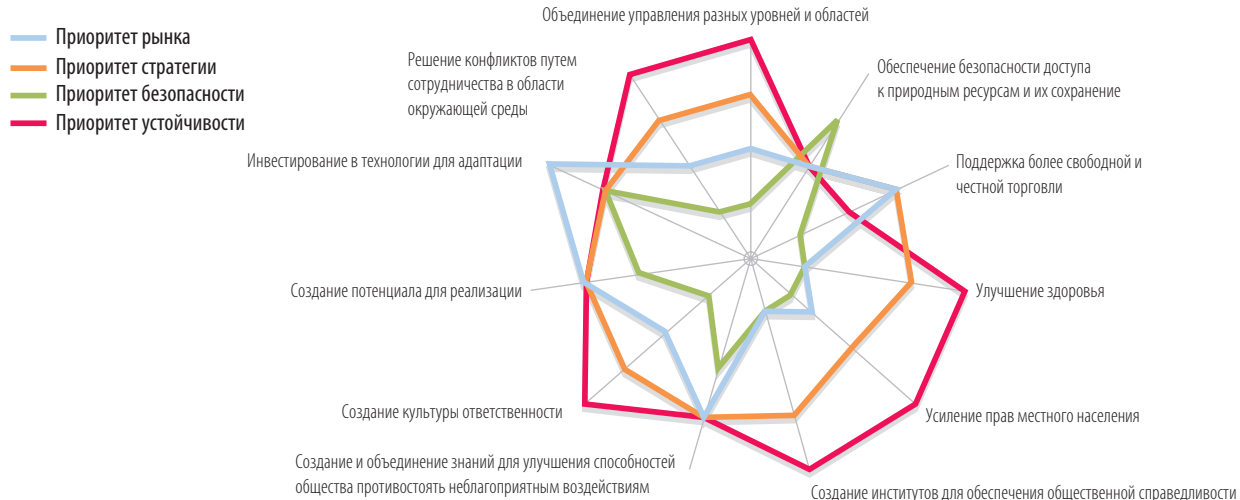 Приоритет рынка
Приоритет стратегии
Приоритет безопасности
Приоритет устойчивости
Объединение управления разных уровней и областей
Решение конфликтов путем
сотрудничества в области
окружающей среды
Обеспечение безопасности доступа
к природным ресурсам и их сохранение
Инвестирование в технологии для адаптации
Поддержка более свободной и
честной торговли
Создание потенциала для реализации
Улучшение здоровья
Создание культуры ответственности
Усиление прав местного населения
Создание и объединение знаний для улучшения способностей
общества противостоять неблагоприятным воздействиям
Создание институтов для обеспечения общественной справедливости